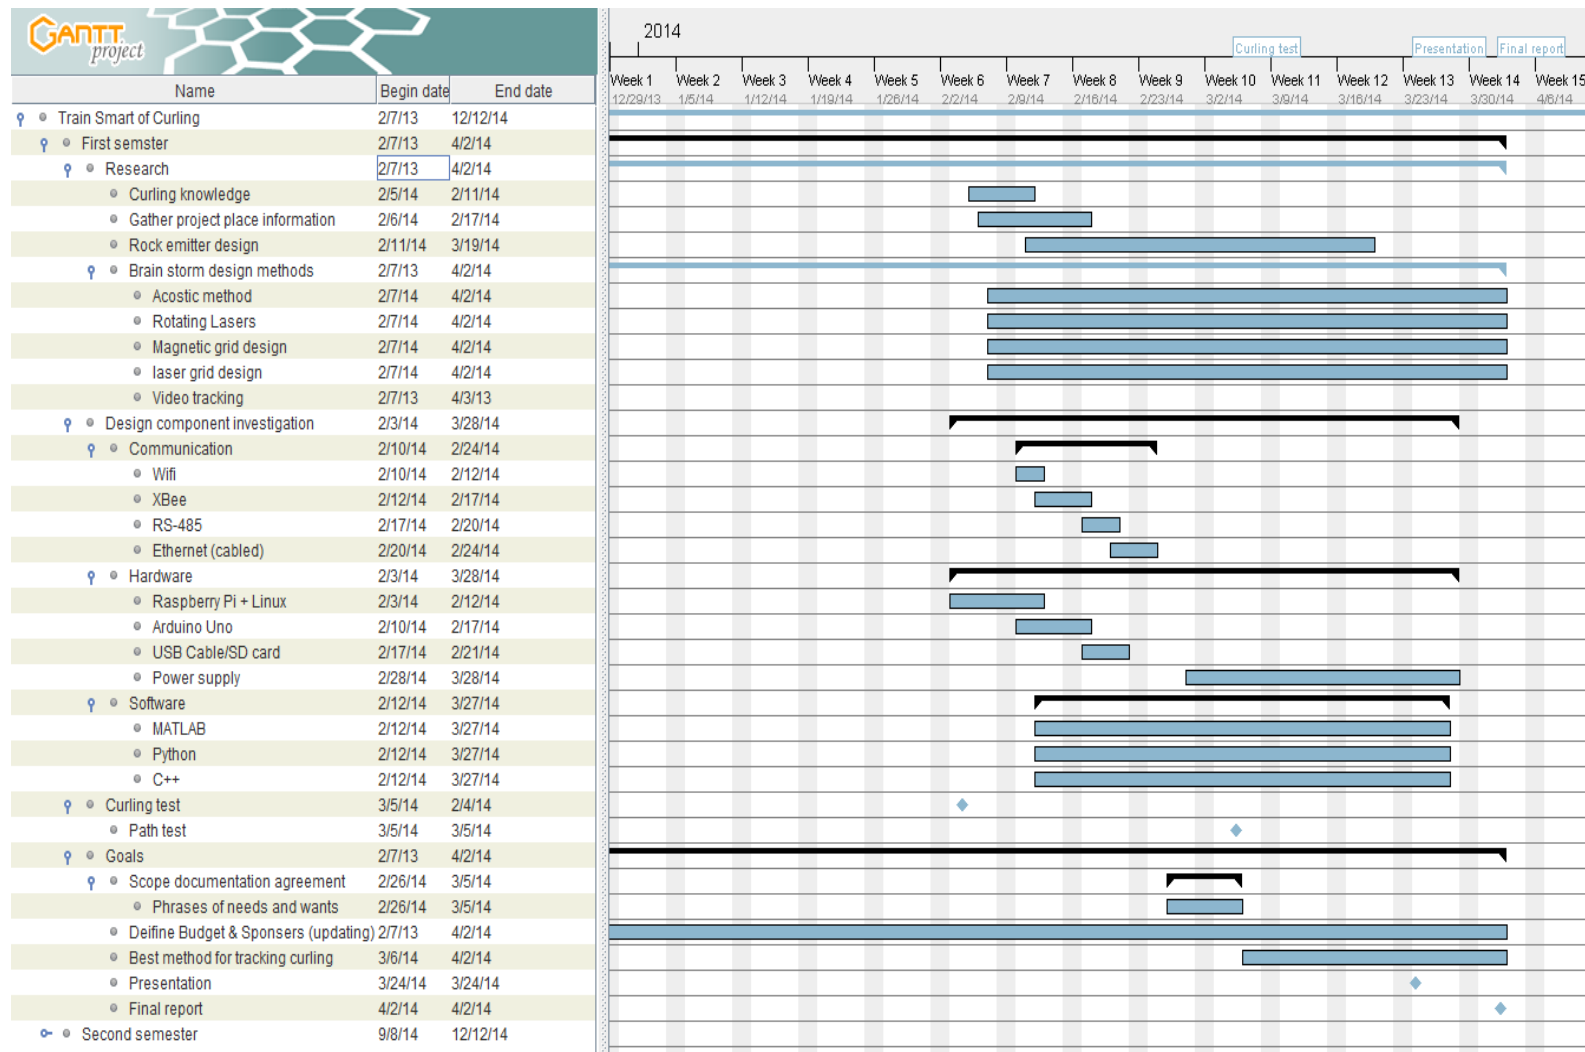 GANTT
project
2014
Curling test Presentation Final report
Week 1 Week 2 Week 3 Week 4 Week 5 Week 6 Week 7 Week 8 Week 9 Week 10 Week 11 Week 12 Week 13 Week 14 Week 15
12/29/13 1/5/14 1/12/14 1/19/14 1/26/14 2/2/14 2/9/14 2/16/14 2/23/14 3/2/14 3/9/14 3/16/14 3/23/14 3/30/14 4/6/14
Name Begin date End date
Train Smart of Curling 2/7/13 12/12/14
First semster 2/7/13 4/2/14
Research 2/7/13 4/2/14
Curling knowledge 2/5/14 2/11/14
Gather project place information 2/6/14 2/17/14
Rock emitter design 2/11/14 3/19/14
Brain storm design methods 2/7/13 4/2/14
Acostic method 2/7/14 4/2/14
Rotating Lasers 2/7/14 4/2/14
Magnetic grid design 2/7/14 4/2/14
laser grid design 2/7/14 4/2/14
Video tracking 2/7/13 4/3/13
Design component investigation 2/3/14 3/28/14
Communication 2/10/14 2/24/14
Wifi 2/10/14 2/12/14
XBee 2/12/14 2/17/14
RS-485 2/17/14 2/20/14
Ethernet (cabled) 2/20/14 2/24/14
Hardware 2/3/14 3/28/14
Raspberry Pi + Linux 2/3/14 2/12/14
Arduino Uno 2/10/14 2/17/14
USB Cable/SD card 2/17/14 2/21/14
Power supply 2/28/14 3/28/14
Software 2/12/14 3/27/14
MATLAB 2/12/14 3/27/14
Python 2/12/14 3/27/14
C++ 2/12/14 3/27/14
Curling test 3/5/14 2/4/14
Path test 3/5/14 3/5/14
Goals 2/7/13 4/2/14
Scope documentation agreement 2/26/14 3/5/14
Phrases of needs and wants 2/26/14 3/5/14
Deifine Budget & Sponsers (updating) 2/7/13 4/2/14
Best method for tracking curling 3/6/14 4/2/14
Presentation 3/24/14 3/24/14
Final report 4/2/14 4/2/14
Second semester 9/8/14 12/12/14